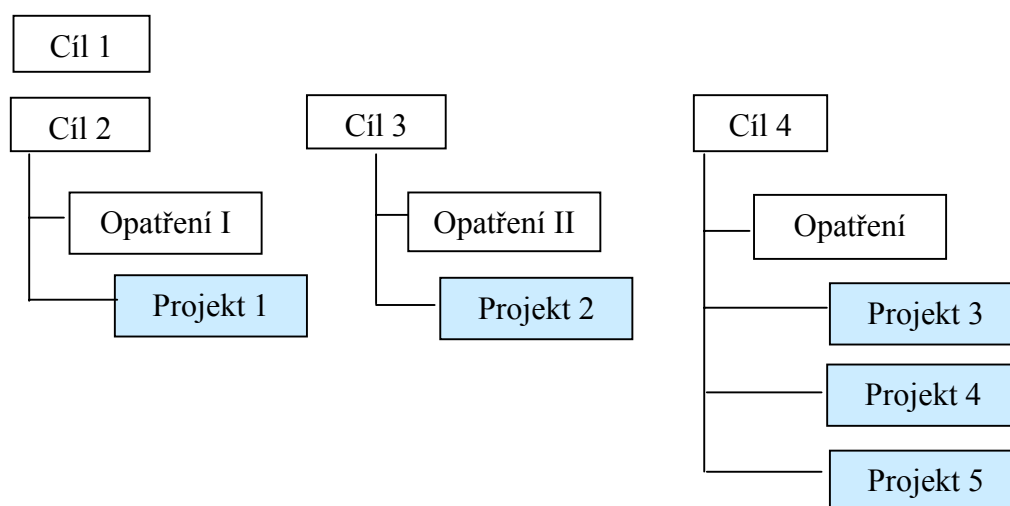 Cíl 1
Cíl 2
Opatření I
Projekt 1
Cíl 3
Opatření II
Projekt 2
Cíl 4
Opatření
Projekt 3
Projekt 4
Projekt 5